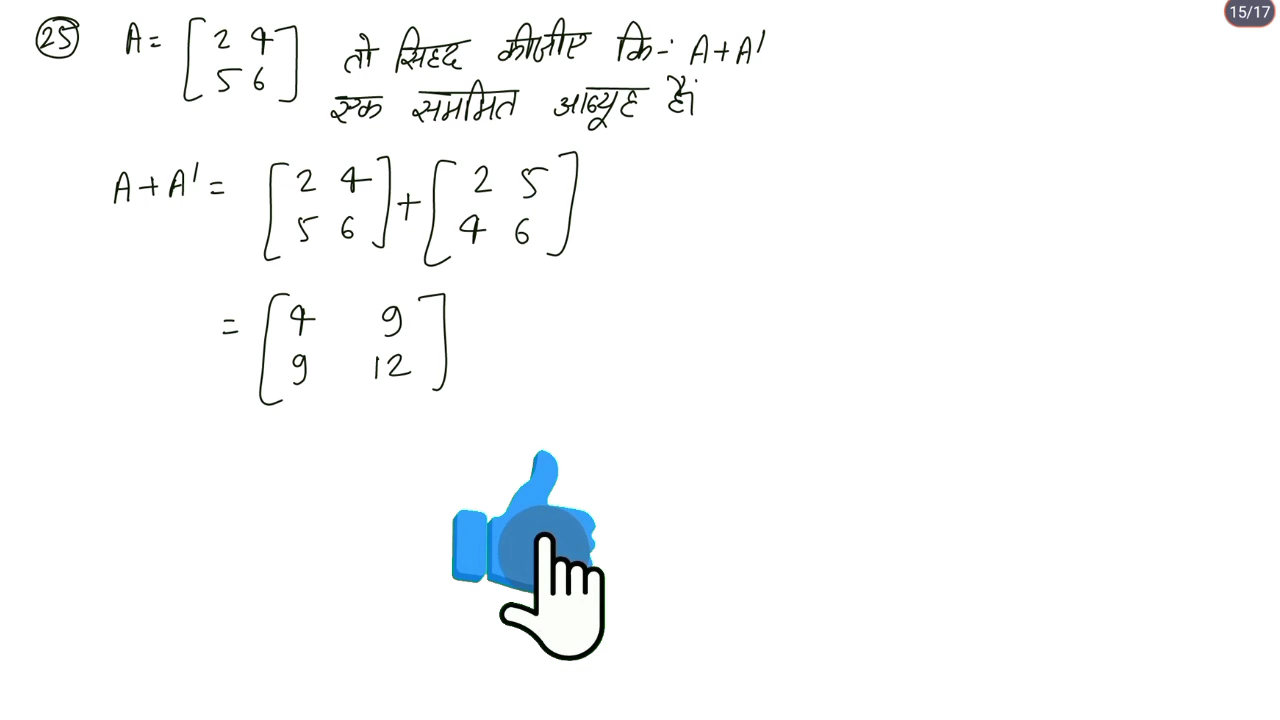 15/17
25 A = [2 4 तो सिद्द कीजीए कि-: A+A'
5 6]
एक सममित आव्यूह है।
A+A' = [2 4 + [2 5
5 6] 4 6]
= [4 9
9 12]